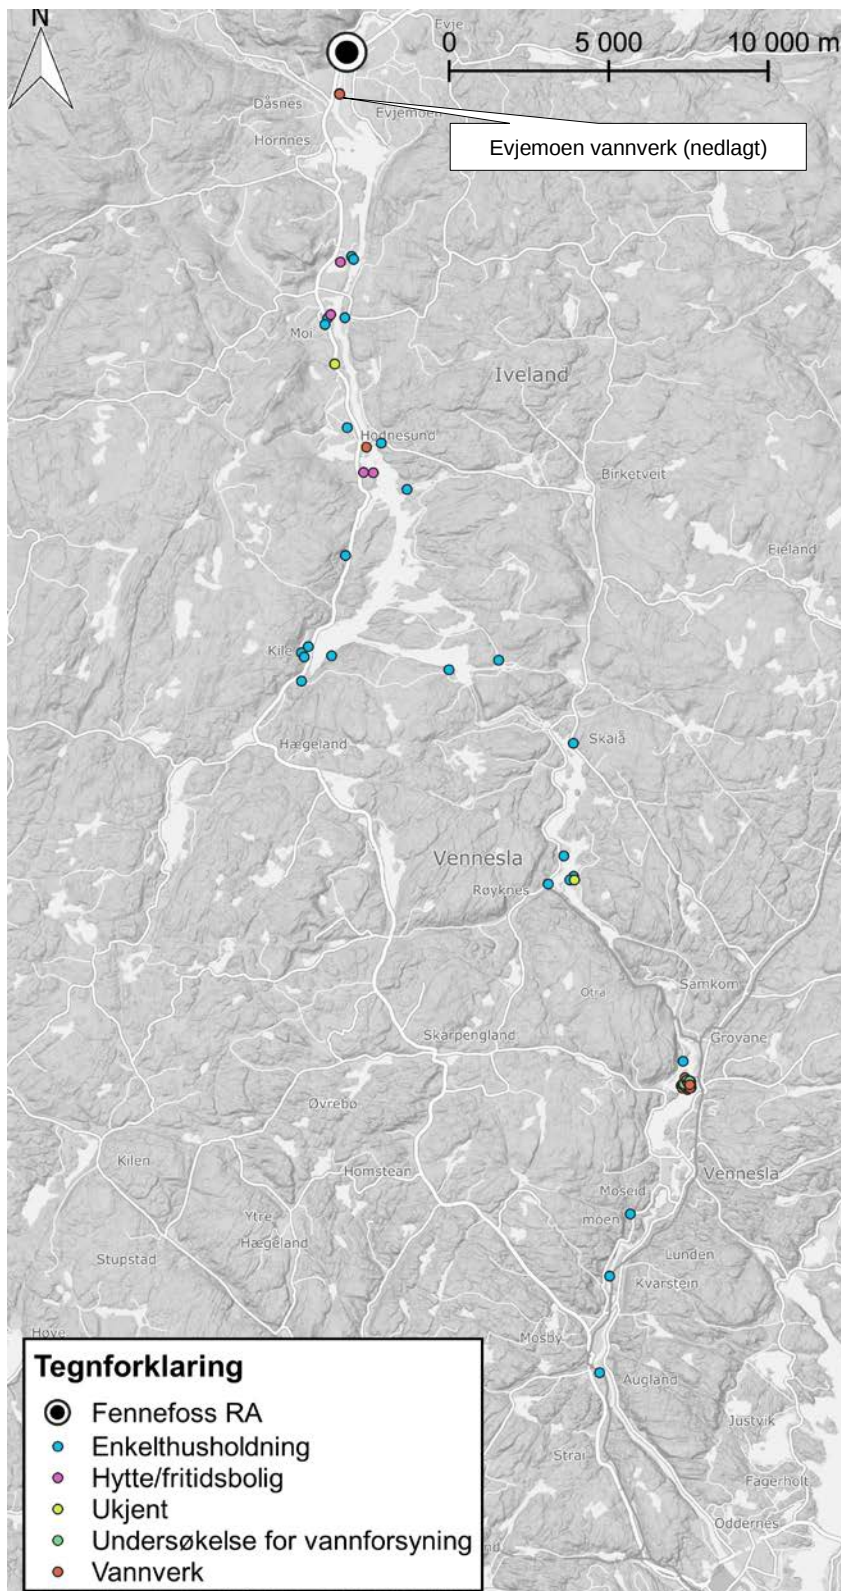 N
Evje
0 5 000 10 000 m
Dåsnes
Evjemoen
Hornnes
Evjemoen vannverk (nedlagt)
Moi
Iveland
Hodnesund
Birketveit
Eieland
Kile
Skaiå
Hægeland
Vennesla
Røyknes
Samkom
Otra
Skarpengland
Grovane
Øvrebø
Kilen
Homstean
Vennesla
Moseid
moen
Ytre
Hægeland
Stupstad
Lunden
Kvarstein
Høye
Mosby
Augland
Justvik
Strai
Fagerholt
Oddernes
Tegnforklaring
Fennefoss RA
Enkelthusholdning
Hytte/fritidsbolig
Ukjent
Undersøkelse for vannforsyning
Vannverk